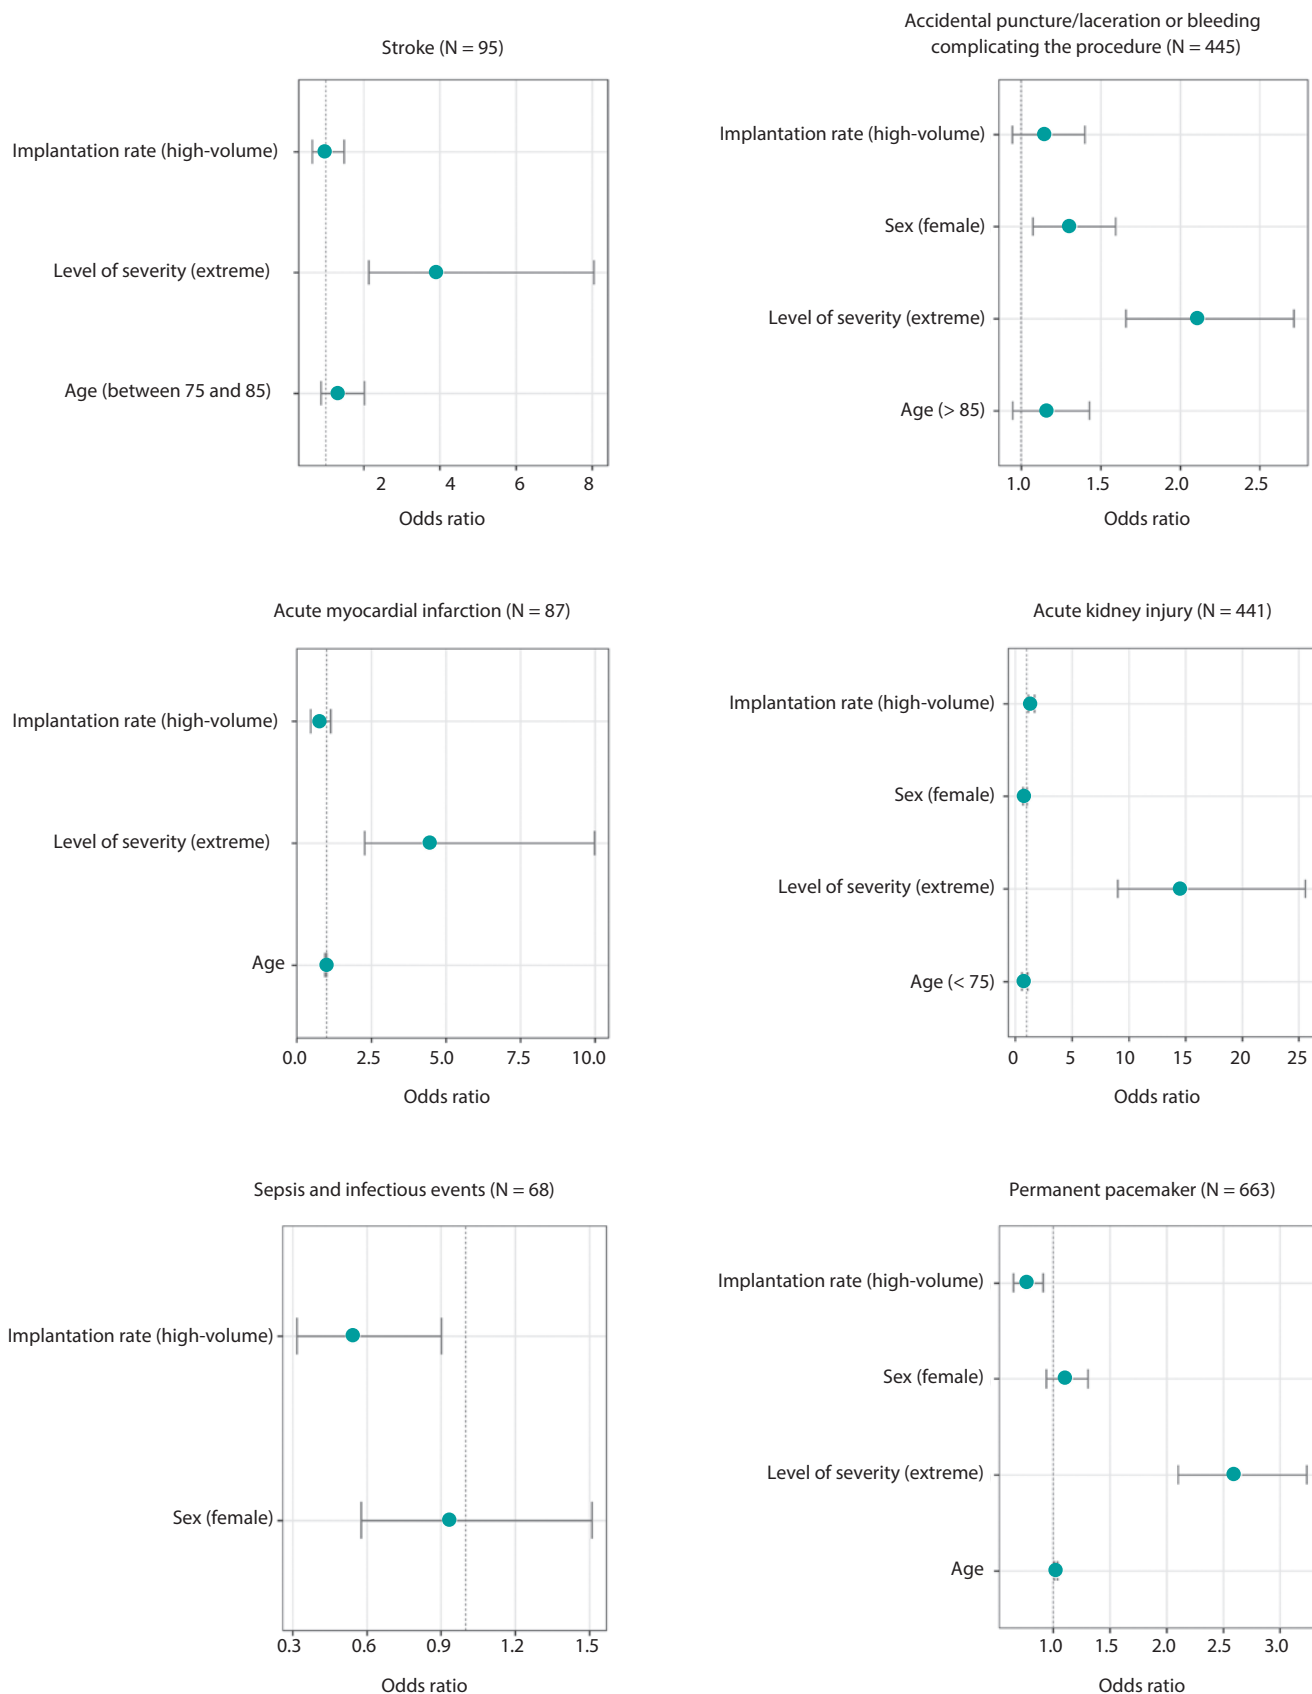 Stroke (N = 95)
Implantation rate (high-volume)
Level of severity (extreme)
Age (between 75 and 85)
2 4 6 8
Odds ratio
Accidental puncture/laceration or bleeding
complicating the procedure (N = 445)
Implantation rate (high-volume)
Sex (female)
Level of severity (extreme)
Age (> 85)
1.0 1.5 2.0 2.5
Odds ratio
Acute myocardial infarction (N = 87)
Implantation rate (high-volume)
Level of severity (extreme)
Age
0.0 2.5 5.0 7.5 10.0
Odds ratio
Acute kidney injury (N = 441)
Implantation rate (high-volume)
Sex (female)
Level of severity (extreme)
Age (< 75)
0 5 10 15 20 25
Odds ratio
Sepsis and infectious events (N = 68)
Implantation rate (high-volume)
Sex (female)
0.3 0.6 0.9 1.2 1.5
Odds ratio
Permanent pacemaker (N = 663)
Implantation rate (high-volume)
Sex (female)
Level of severity (extreme)
Age
1.0 1.5 2.0 2.5 3.0
Odds ratio